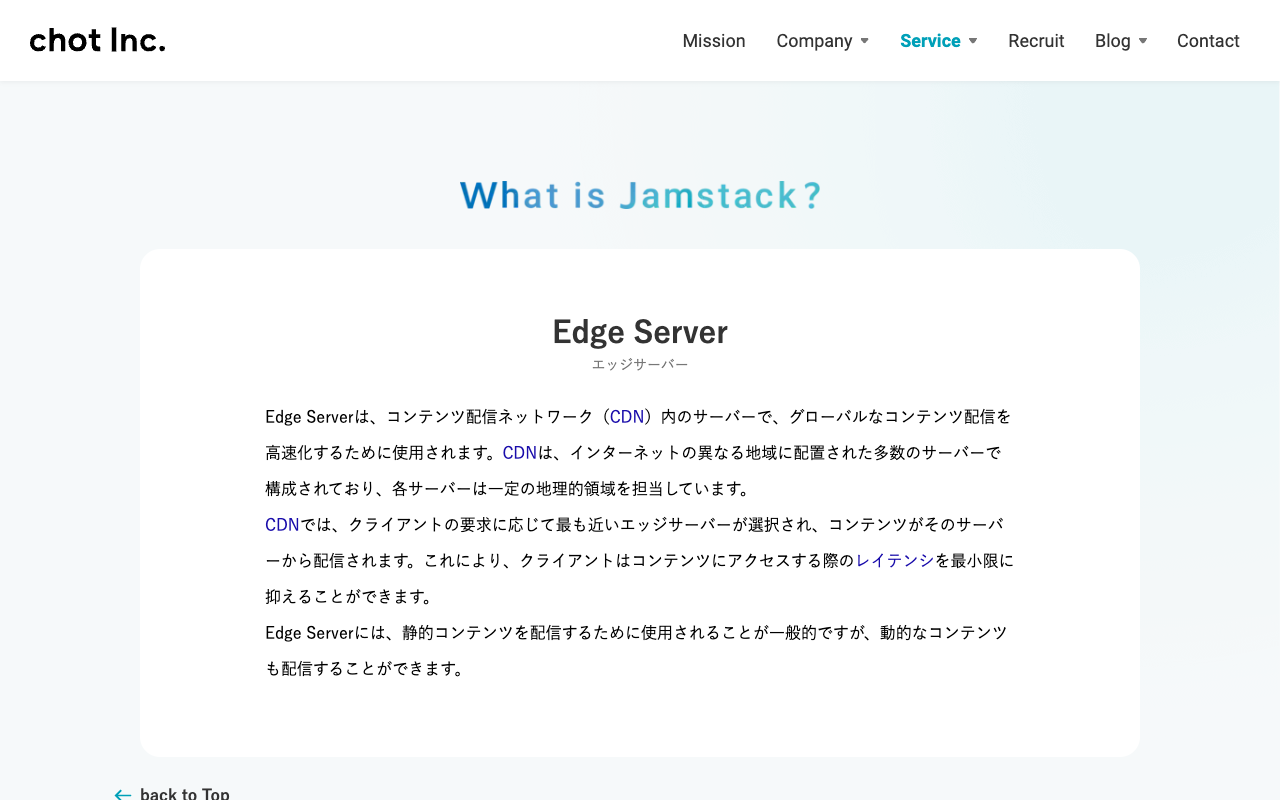 chot Inc.
Mission Company Service Recruit Blog Contact
What is Jamstack?
Edge Server
エッジサーバー
Edge Serverは、コンテンツ配信ネットワーク（CDN）内のサーバーで、グローバルなコンテンツ配信を
高速化するために使用されます。CDNは、インターネットの異なる地域に配置された多数のサーバーで
構成されており、各サーバーは一定の地理的領域を担当しています。
CDNでは、クライアントの要求に応じて最も近いエッジサーバーが選択され、コンテンツがそのサーバ
ーから配信されます。これにより、クライアントはコンテンツにアクセスする際のレイテンシを最小限に
抑えることができます。
Edge Serverには、静的コンテンツを配信するために使用されることが一般的ですが、動的なコンテンツ
も配信することができます。
back to Top